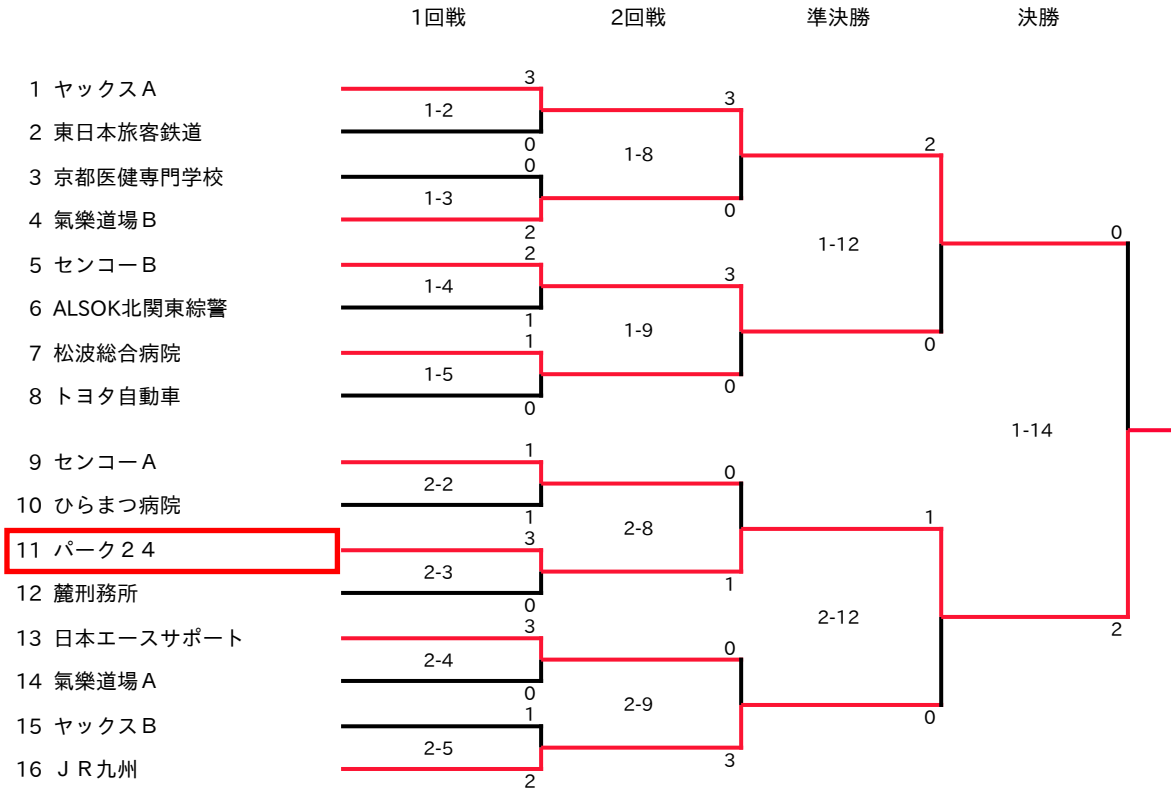 1回戦 2回戦 準決勝 決勝
3
1 ヤックスA
3
1-2
2 東日本旅客鉄道
0
2
1-8
0
3 京都医健専門学校
1-3
0
4 氣樂道場B
2
0
1-12
2
5 センコーB
3
1-4
6 ALSOK北関東綜警
1
1-9
1
7 松波総合病院
0
1-5
0
8 トヨタ自動車
0
1-14
1
9 センコーA
0
2-2
10 ひらまつ病院
1
1
2-8
3
11 パーク24
2-3
1
12 麓刑務所
0
2-12
3
2
13 日本エースサポート
0
2-4
14 氣樂道場A
0
2-9
1
0
15 ヤックスB
2-5
3
16 JR九州
2